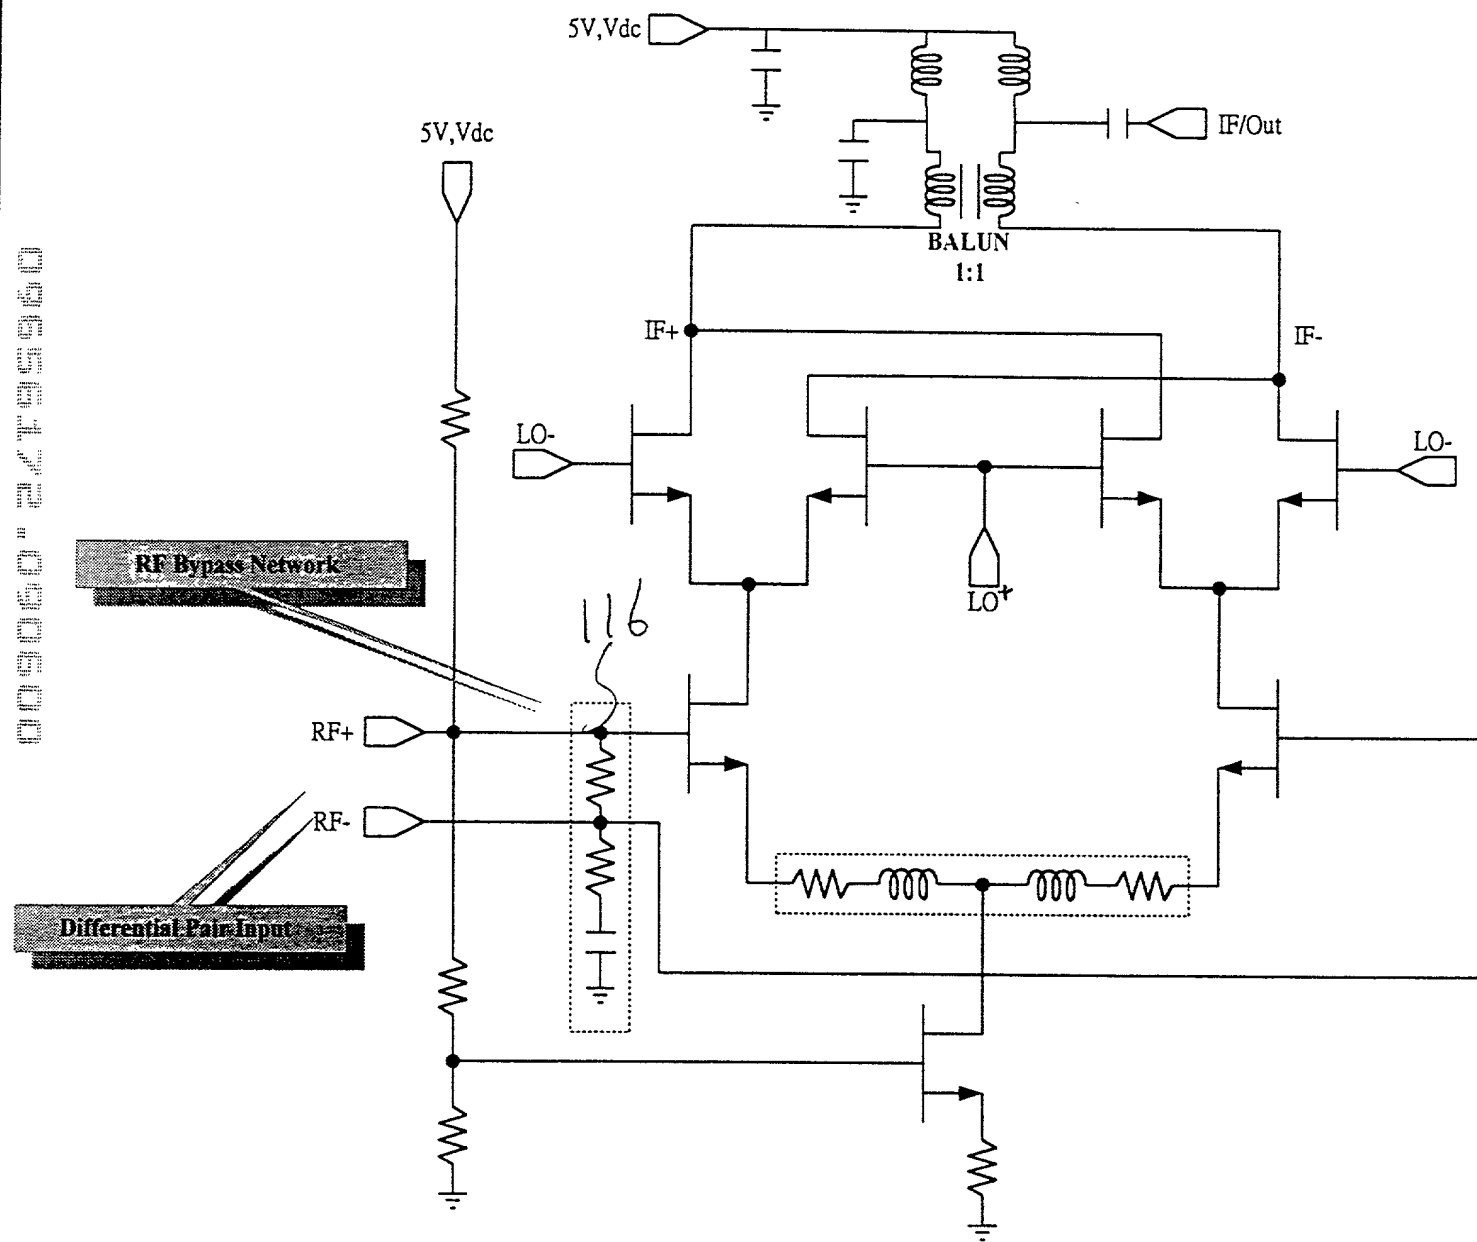 5V,Vdc
IF/Out
5V,Vdc
BALUN
1:1
IF+
IF-
LO-
LO-
RF Bypass Network
LO+
116
RF+
RF-
Differential Pair Input